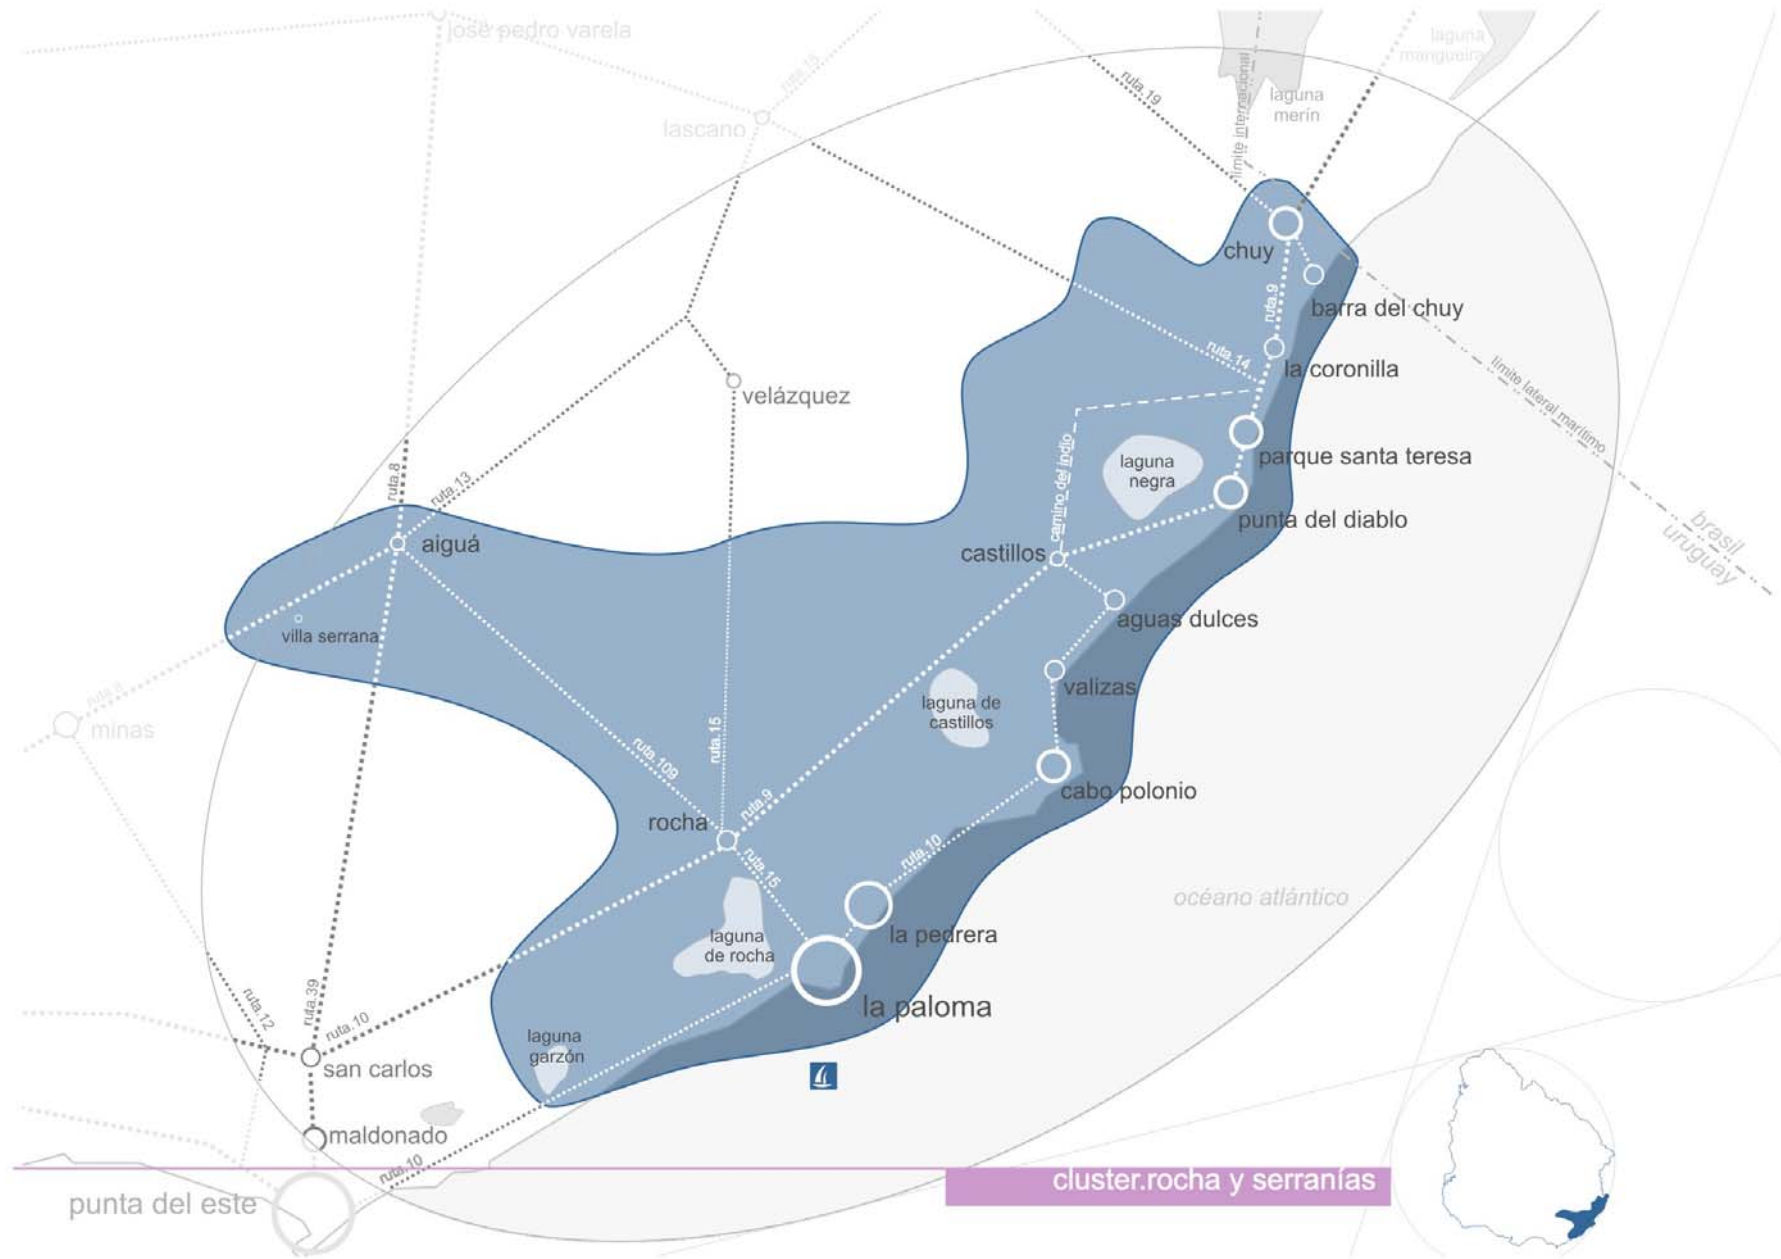 josé pedro varela
ruta.15
lascano
ruta.19
límite internacional
laguna
merín
laguna
mangueira
chuy
barra del chuy
ruta.9
ruta.14
la coronilla
límite lateral marítimo
brasil
uruguay
velázquez
camino del indio
laguna
negra
parque santa teresa
punta del diablo
ruta.8
ruta.13
aiguá
castillos
aguas dulces
villa serrana
valizas
laguna de
castillos
ruta.8
minas
ruta.109
ruta.15
cabo polonio
rocha
ruta.9
ruta.15
ruta.10
océano atlántico
la pedrera
laguna
de rocha
la paloma
ruta.12
ruta.39
ruta.10
laguna
garzón
san carlos
maldonado
ruta.10
punta del este
cluster.rocha y serranías